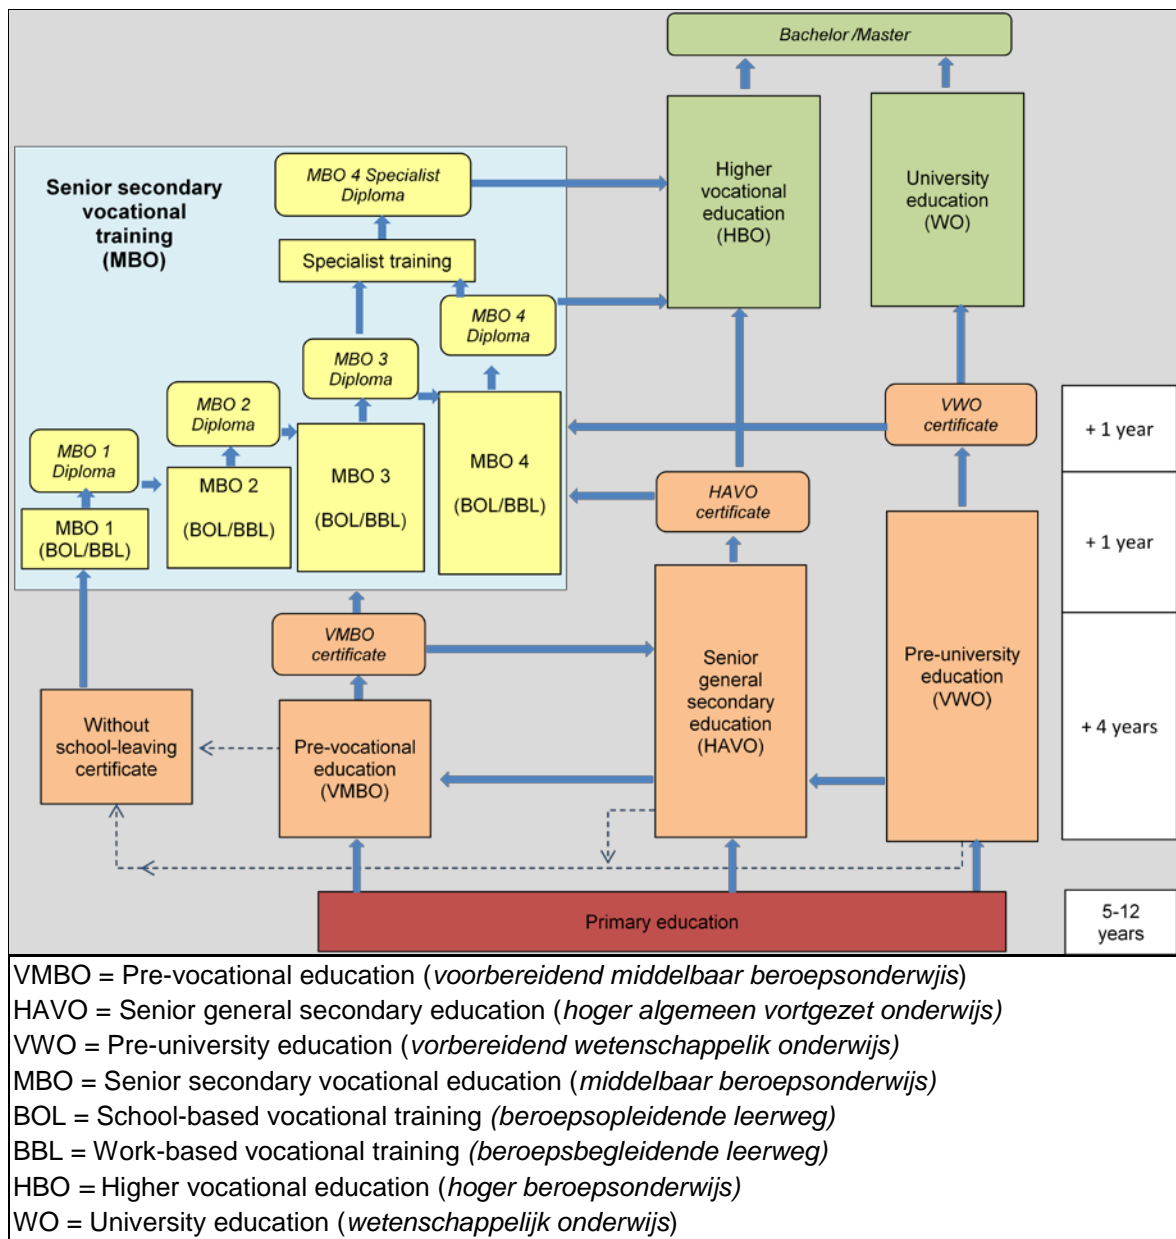 Bachelor /Master
Higher
vocational
education
(HBO)
University
education
(WO)
Senior secondary
vocational
training
(MBO)
MBO 4 Specialist
Diploma
Specialist training
MBO 4
Diploma
MBO 3
Diploma
MBO 2
Diploma
MBO 1
Diploma
MBO 1
(BOL/BBL)
MBO 2
(BOL/BBL)
MBO 3
(BOL/BBL)
MBO 4
(BOL/BBL)
VWO
certificate
HAVO
certificate
VMBO
certificate
+ 1 year
+ 1 year
+ 4 years
Without
school-leaving
certificate
Pre-vocational
education
(VMBO)
Senior
general
secondary
education
(HAVO)
Pre-university
education
(VWO)
Primary education
5-12
years
VMBO = Pre-vocational education (voorbereidend middelbaar beroepsonderwjis)
HAVO = Senior general secondary education (hoger algemeen vortgezet onderwijs)
VWO = Pre-university education (vorbereidend wetenschappelik onderwijs)
MBO = Senior secondary vocational education (middelbaar beroepsonderwijs)
BOL = School-based vocational training (beroepsopleidende leerweg)
BBL = Work-based vocational training (beroepsbegleidende leerweg)
HBO = Higher vocational education (hoger beroepsonderwijs)
WO = University education (wetenschappelijk onderwijs)